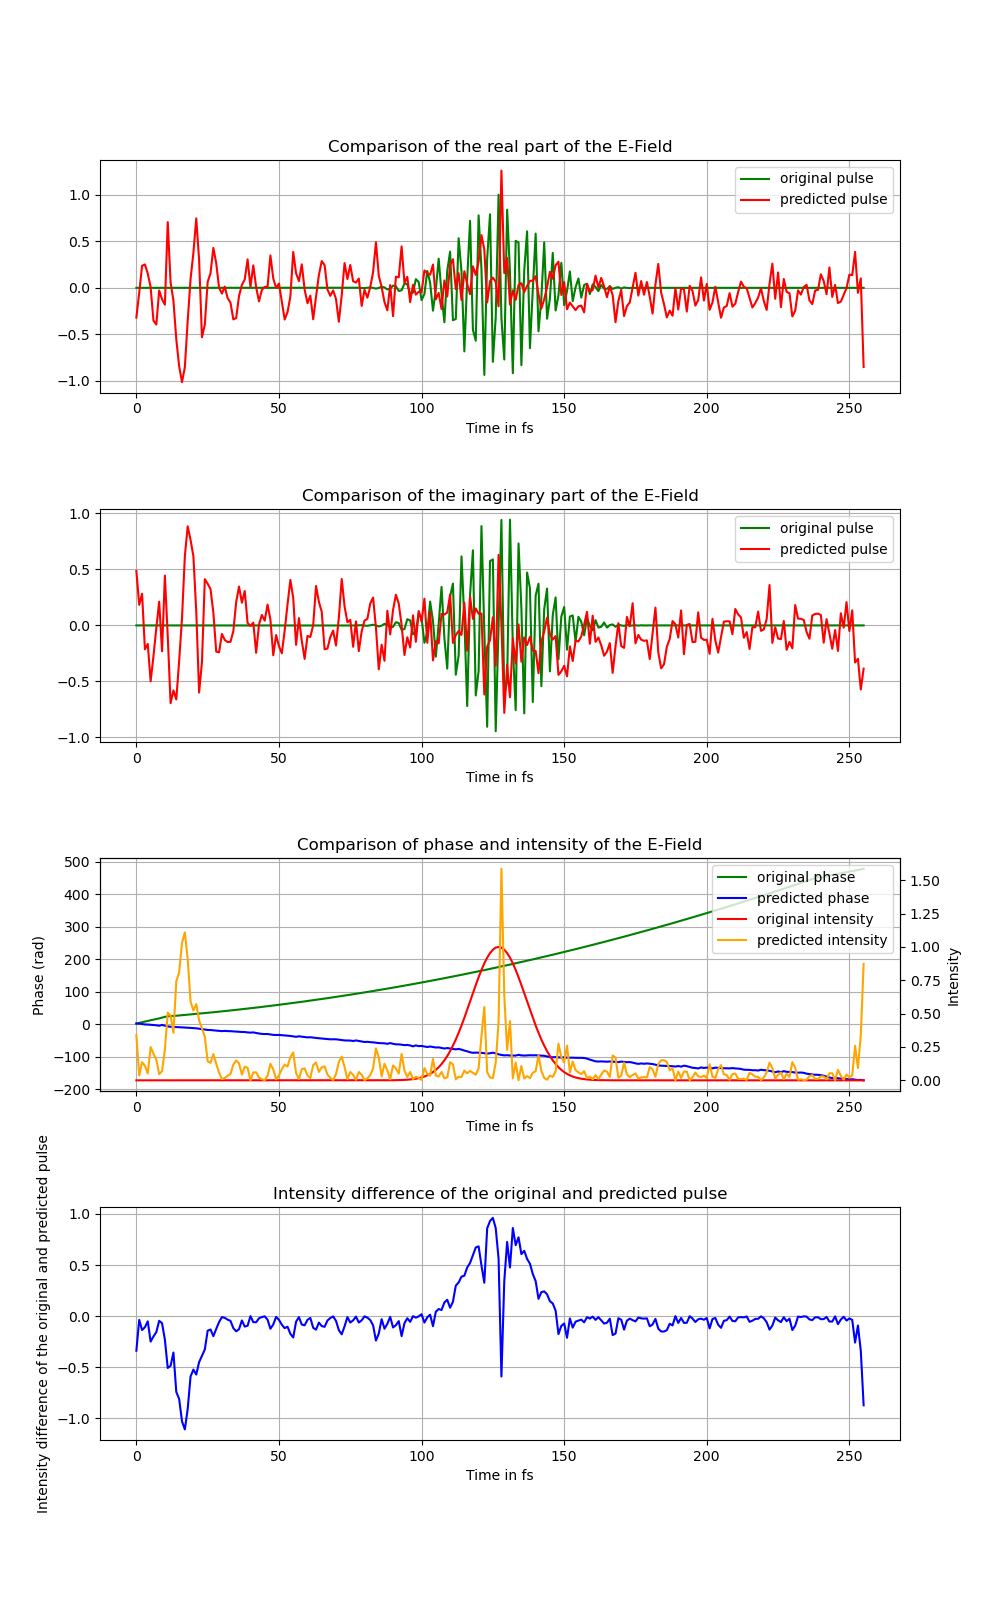 Comparison of the real part of the E-Field
original pulse
predicted pulse
1.0
0.5
0.0
−0.5
−1.0
0 50 100 150 200 250
Time in fs
Comparison of the imaginary part of the E-Field
original pulse
predicted pulse
1.0
0.5
0.0
−0.5
−1.0
0 50 100 150 200 250
Time in fs
Comparison of phase and intensity of the E-Field
original phase
predicted phase
original intensity
predicted intensity
Phase (rad)
500
400
300
200
100
0
−100
−200
1.50
1.25
1.00
0.75
0.50
0.25
0.00
Intensity
0 50 100 150 200 250
Time in fs
Intensity difference of the original and predicted pulse
Intensity difference of the original and predicted pulse
1.0
0.5
0.0
−0.5
−1.0
0 50 100 150 200 250
Time in fs